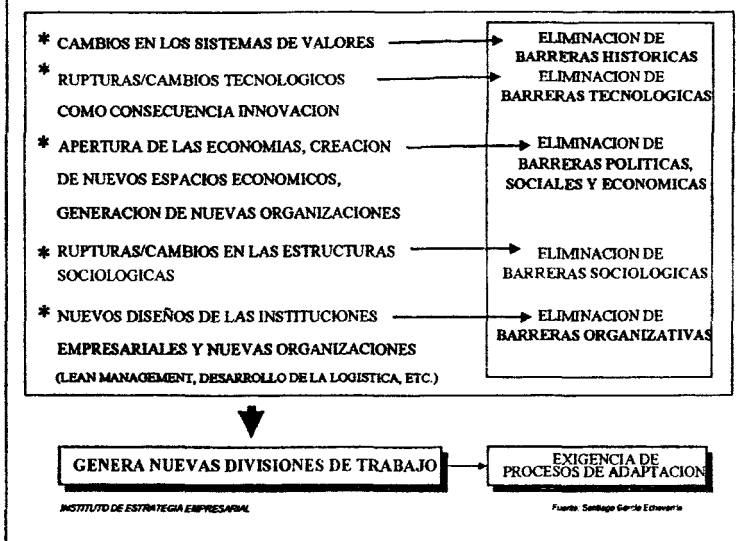 * CAMBIOS EN LOS SISTEMAS DE VALORES
ELIMINACION DE
BARRERAS HISTORICAS
* RUPTURAS/CAMBIOS TECNOLOGICOS
COMO CONSECUENCIA INNOVACION
ELIMINACION DE
BARRERAS TECNOLOGICAS
* APERTURA DE LAS ECONOMIAS, CREACION
DE NUEVOS ESPACIOS ECONOMICOS,
GENERACION DE NUEVAS ORGANIZACIONES
ELIMINACION DE
BARRERAS POLITICAS,
SOCIALES Y ECONOMICAS
* RUPTURAS/CAMBIOS EN LAS ESTRUCTURAS
SOCIOLOGICAS
ELIMINACION DE
BARRERAS SOCIOLOGICAS
* NUEVOS DISEÑOS DE LAS INSTITUCIONES
EMPRESARIALES Y NUEVAS ORGANIZACIONES
(LEAN MANAGEMENT, DESARROLLO DE LA LOGISTICA, ETC.)
ELIMINACION DE
BARRERAS ORGANIZATIVAS
GENERA NUEVAS DIVISIONES DE TRABAJO
EXIGENCIA DE
PROCESOS DE ADAPTACION
INSTITUTO DE ESTRATEGIA EMPRESARIAL
Fuente: Santiago García Echevarría